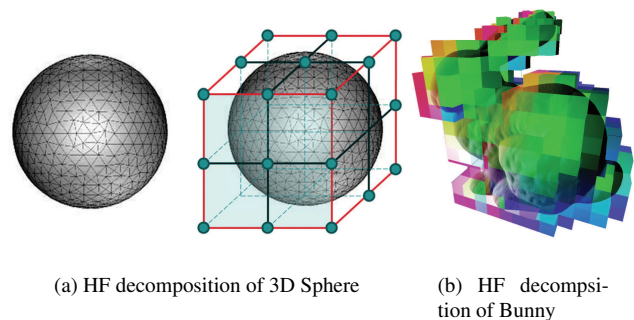 (a) HF decomposition of 3D Sphere
(b) HF decompsi-
tion of Bunny